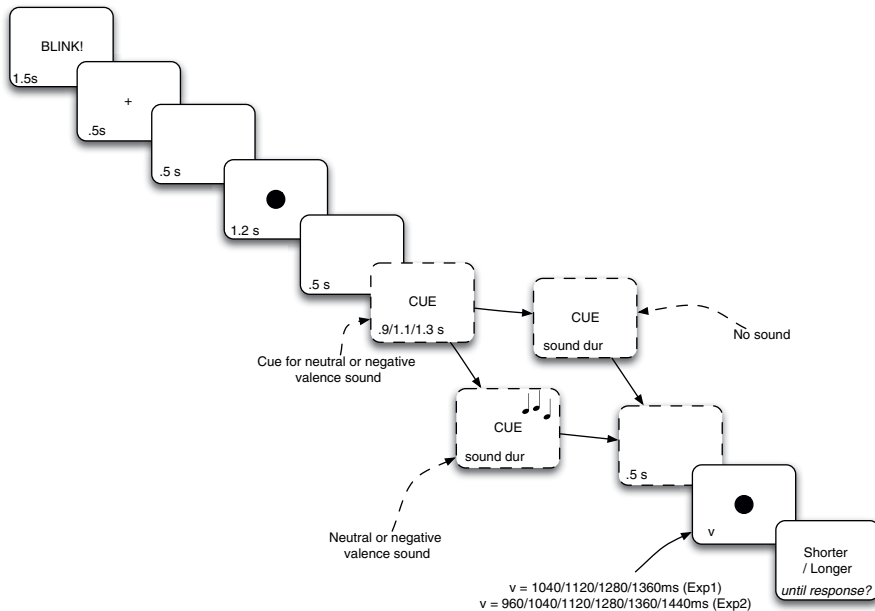 BLINK!
1.5s
+
.5s
.5 s
1.2 s
.5 s
CUE
.9/1.1/1.3 s
Cue for neutral or negative
valence sound
CUE
sound dur
No sound
CUE
sound dur
Neutral or negative
valence sound
.5 s
v
v = 1040/1120/1280/1360ms (Exp1)
v = 960/1040/1120/1280/1360/1440ms (Exp2)
Shorter
/ Longer
until response?